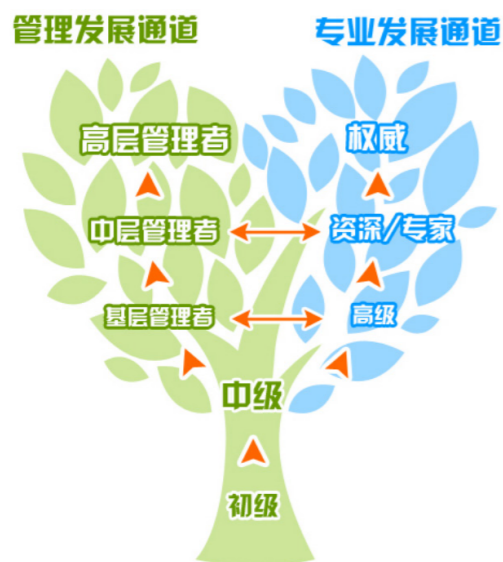 管理发展通道
专业发展通道
高层管理者
权威
中层管理者
资深/专家
基层管理者
高级
中级
初级